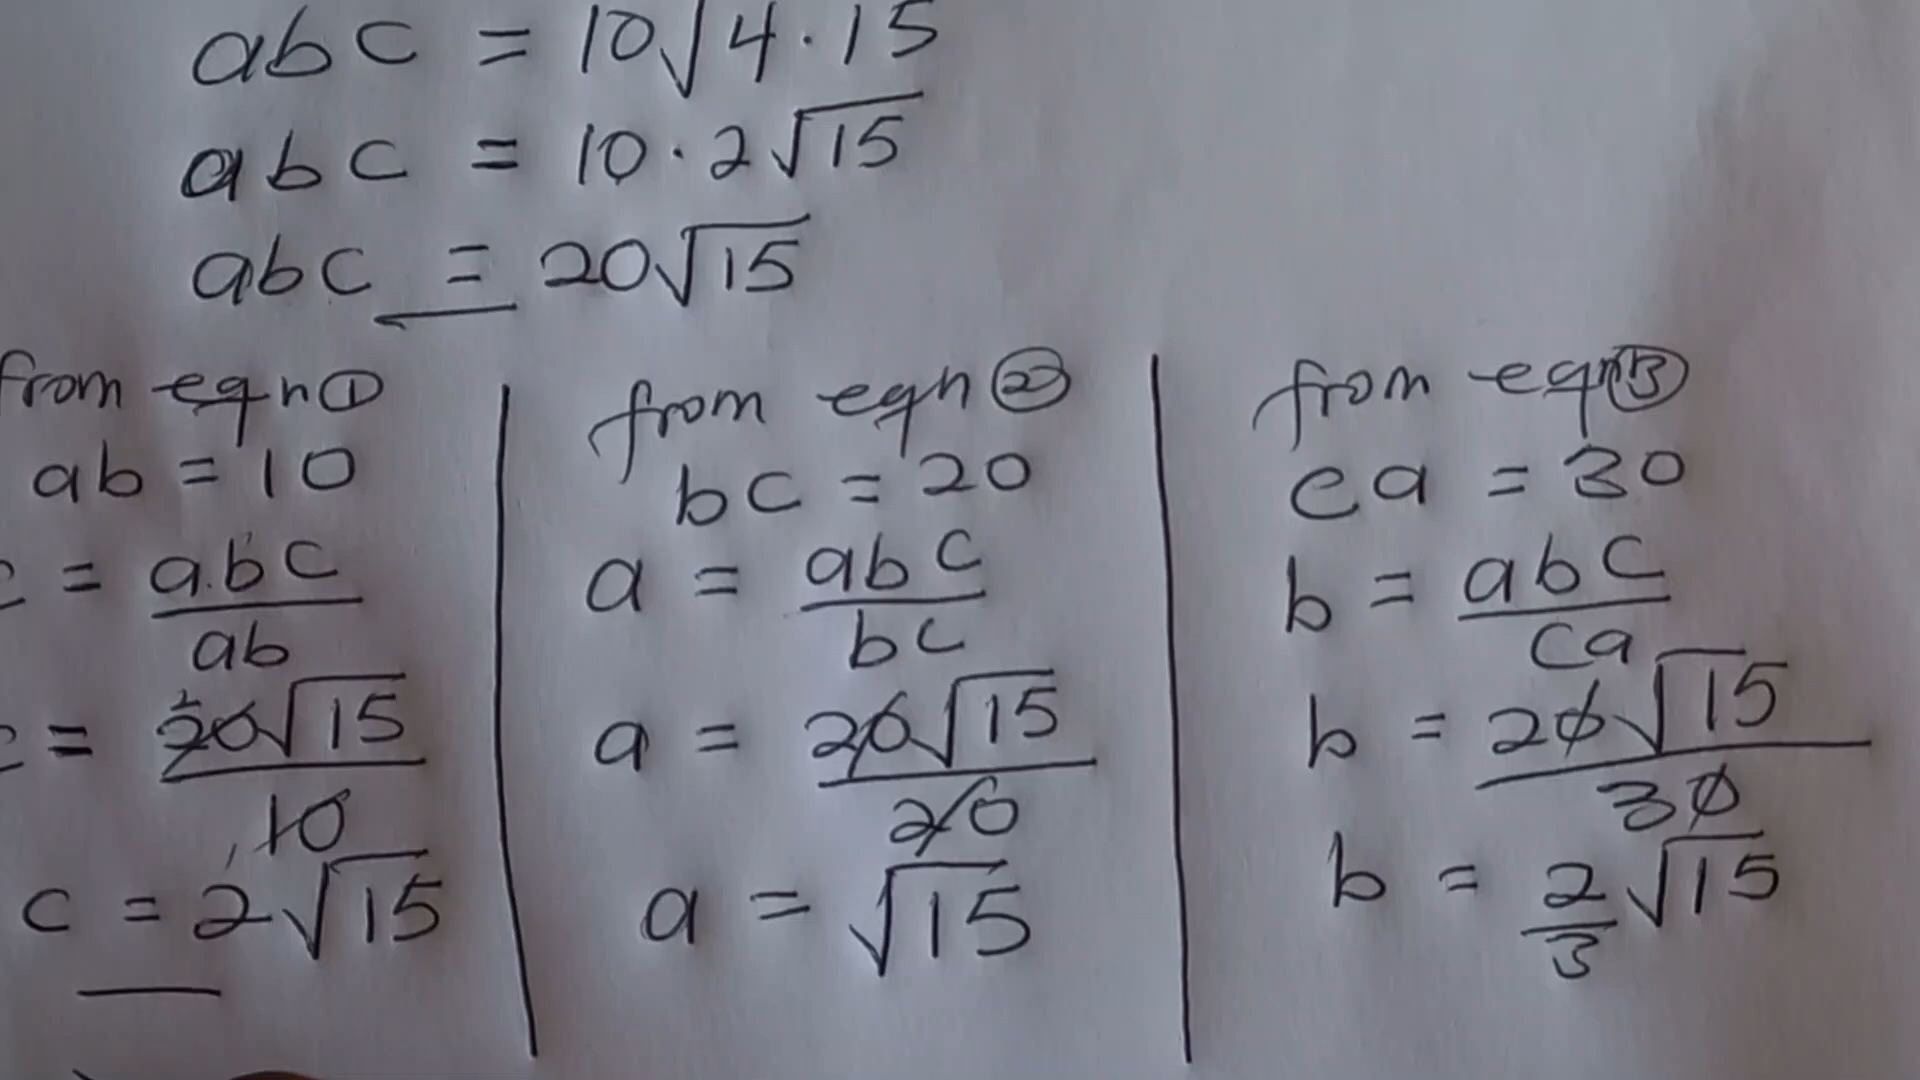 abc = 10√4·15
abc = 10·2√15
abc = 20√15
from eqn①
ab = 10
c = abc/ab
c = 20√15/10
c = 2√15
from eqn②
bc = 20
a = abc/bc
a = 20√15/20
a = √15
from eqn③
ca = 30
b = abc/ca
b = 20√15/30
b = 2/3√15